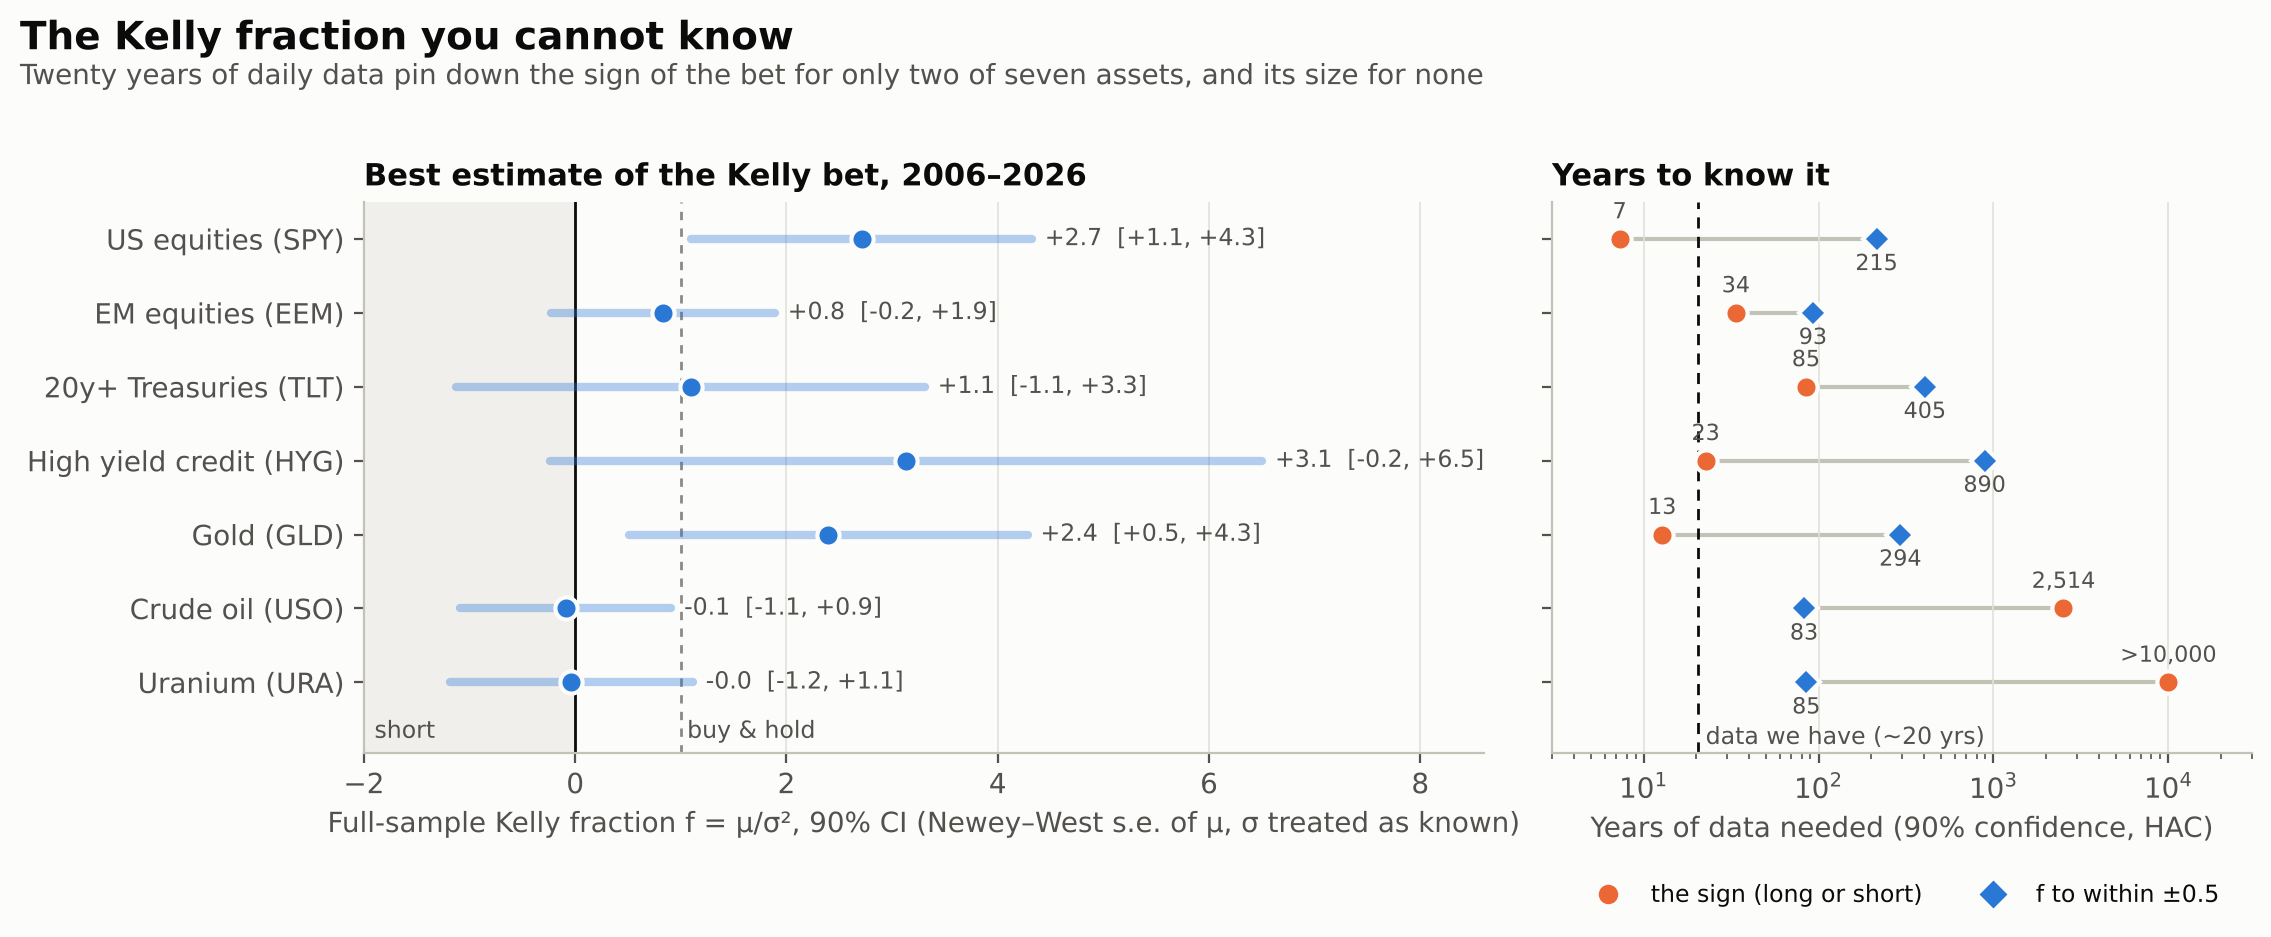 The Kelly fraction you cannot know
Twenty years of daily data pin down the sign of the bet for only two of seven assets, and its size for none
Best estimate of the Kelly bet, 2006–2026
US equities (SPY)
+2.7 [+1.1, +4.3]
EM equities (EEM)
+0.8 [-0.2, +1.9]
20y+ Treasuries (TLT)
+1.1 [-1.1, +3.3]
High yield credit (HYG)
+3.1 [-0.2, +6.5]
Gold (GLD)
+2.4 [+0.5, +4.3]
Crude oil (USO)
-0.1 [-1.1, +0.9]
Uranium (URA)
-0.0 [-1.2, +1.1]
short
buy & hold
−2 0 2 4 6 8
Full-sample Kelly fraction f = μ/σ², 90% CI (Newey–West s.e. of μ, σ treated as known)
Years to know it
7
215
34
93
85
405
23
890
13
294
2,514
83
>10,000
85
data we have (~20 yrs)
10¹ 10² 10³ 10⁴
Years of data needed (90% confidence, HAC)
the sign (long or short)
f to within ±0.5